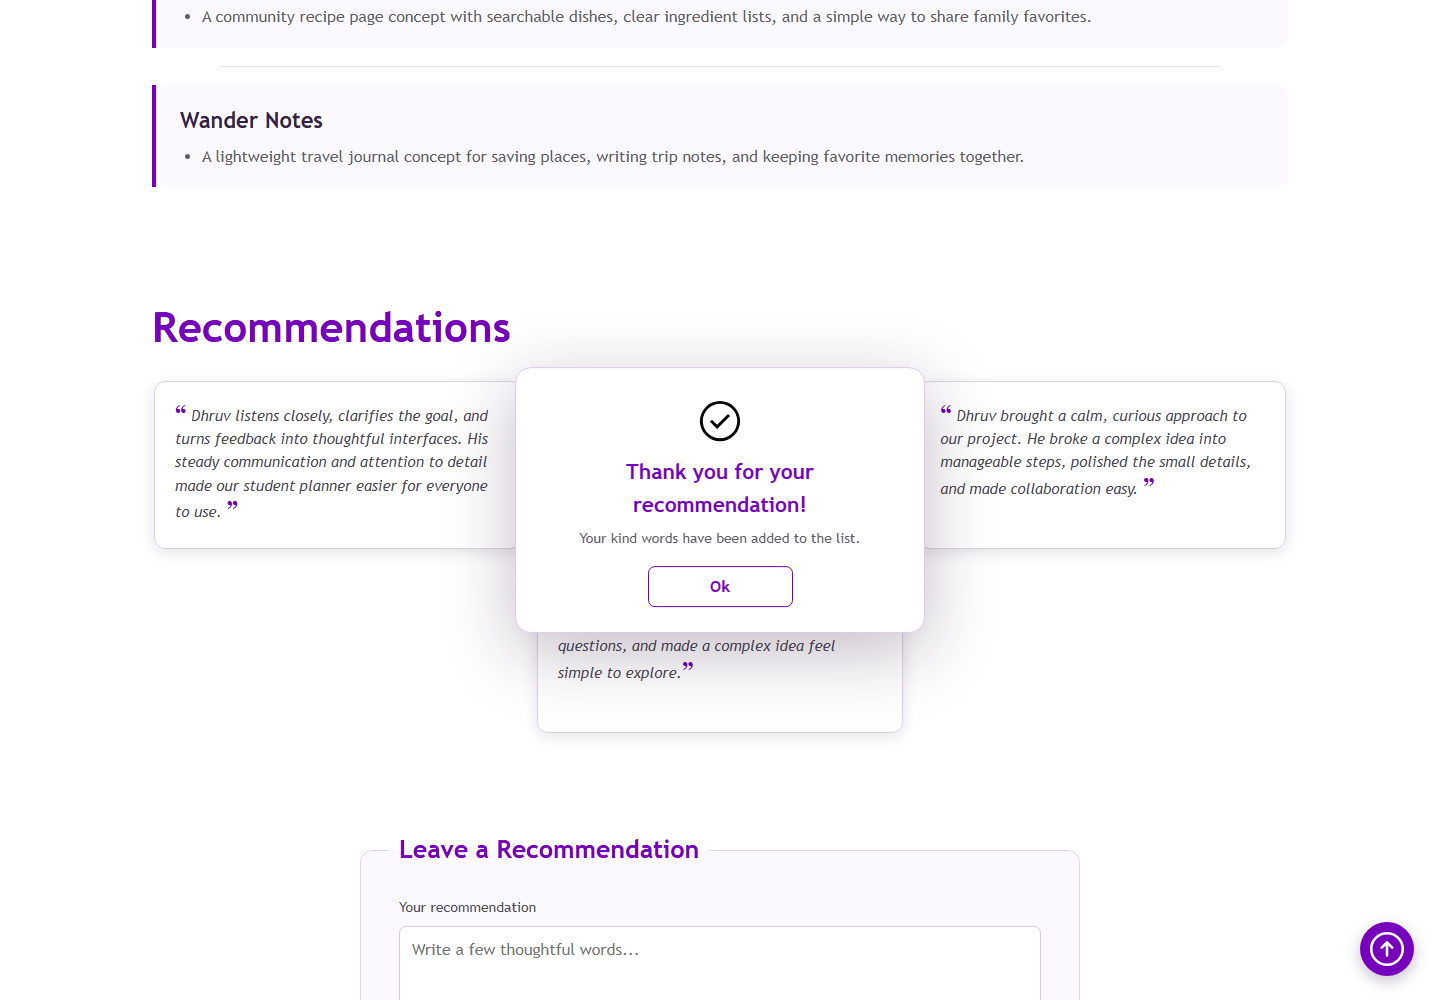 • A community recipe page concept with searchable dishes, clear ingredient lists, and a simple way to share family favorites.
Wander Notes
• A lightweight travel journal concept for saving places, writing trip notes, and keeping favorite memories together.
Recommendations
“ Dhruv listens closely, clarifies the goal, and
turns feedback into thoughtful interfaces. His
steady communication and attention to detail
made our student planner easier for everyone
to use. ”
Thank you for your
recommendation!
Your kind words have been added to the list.
Ok
“ Dhruv brought a calm, curious approach to
our project. He broke a complex idea into
manageable steps, polished the small details,
and made collaboration easy. ”
questions, and made a complex idea feel
simple to explore.”
Leave a Recommendation
Your recommendation
Write a few thoughtful words...